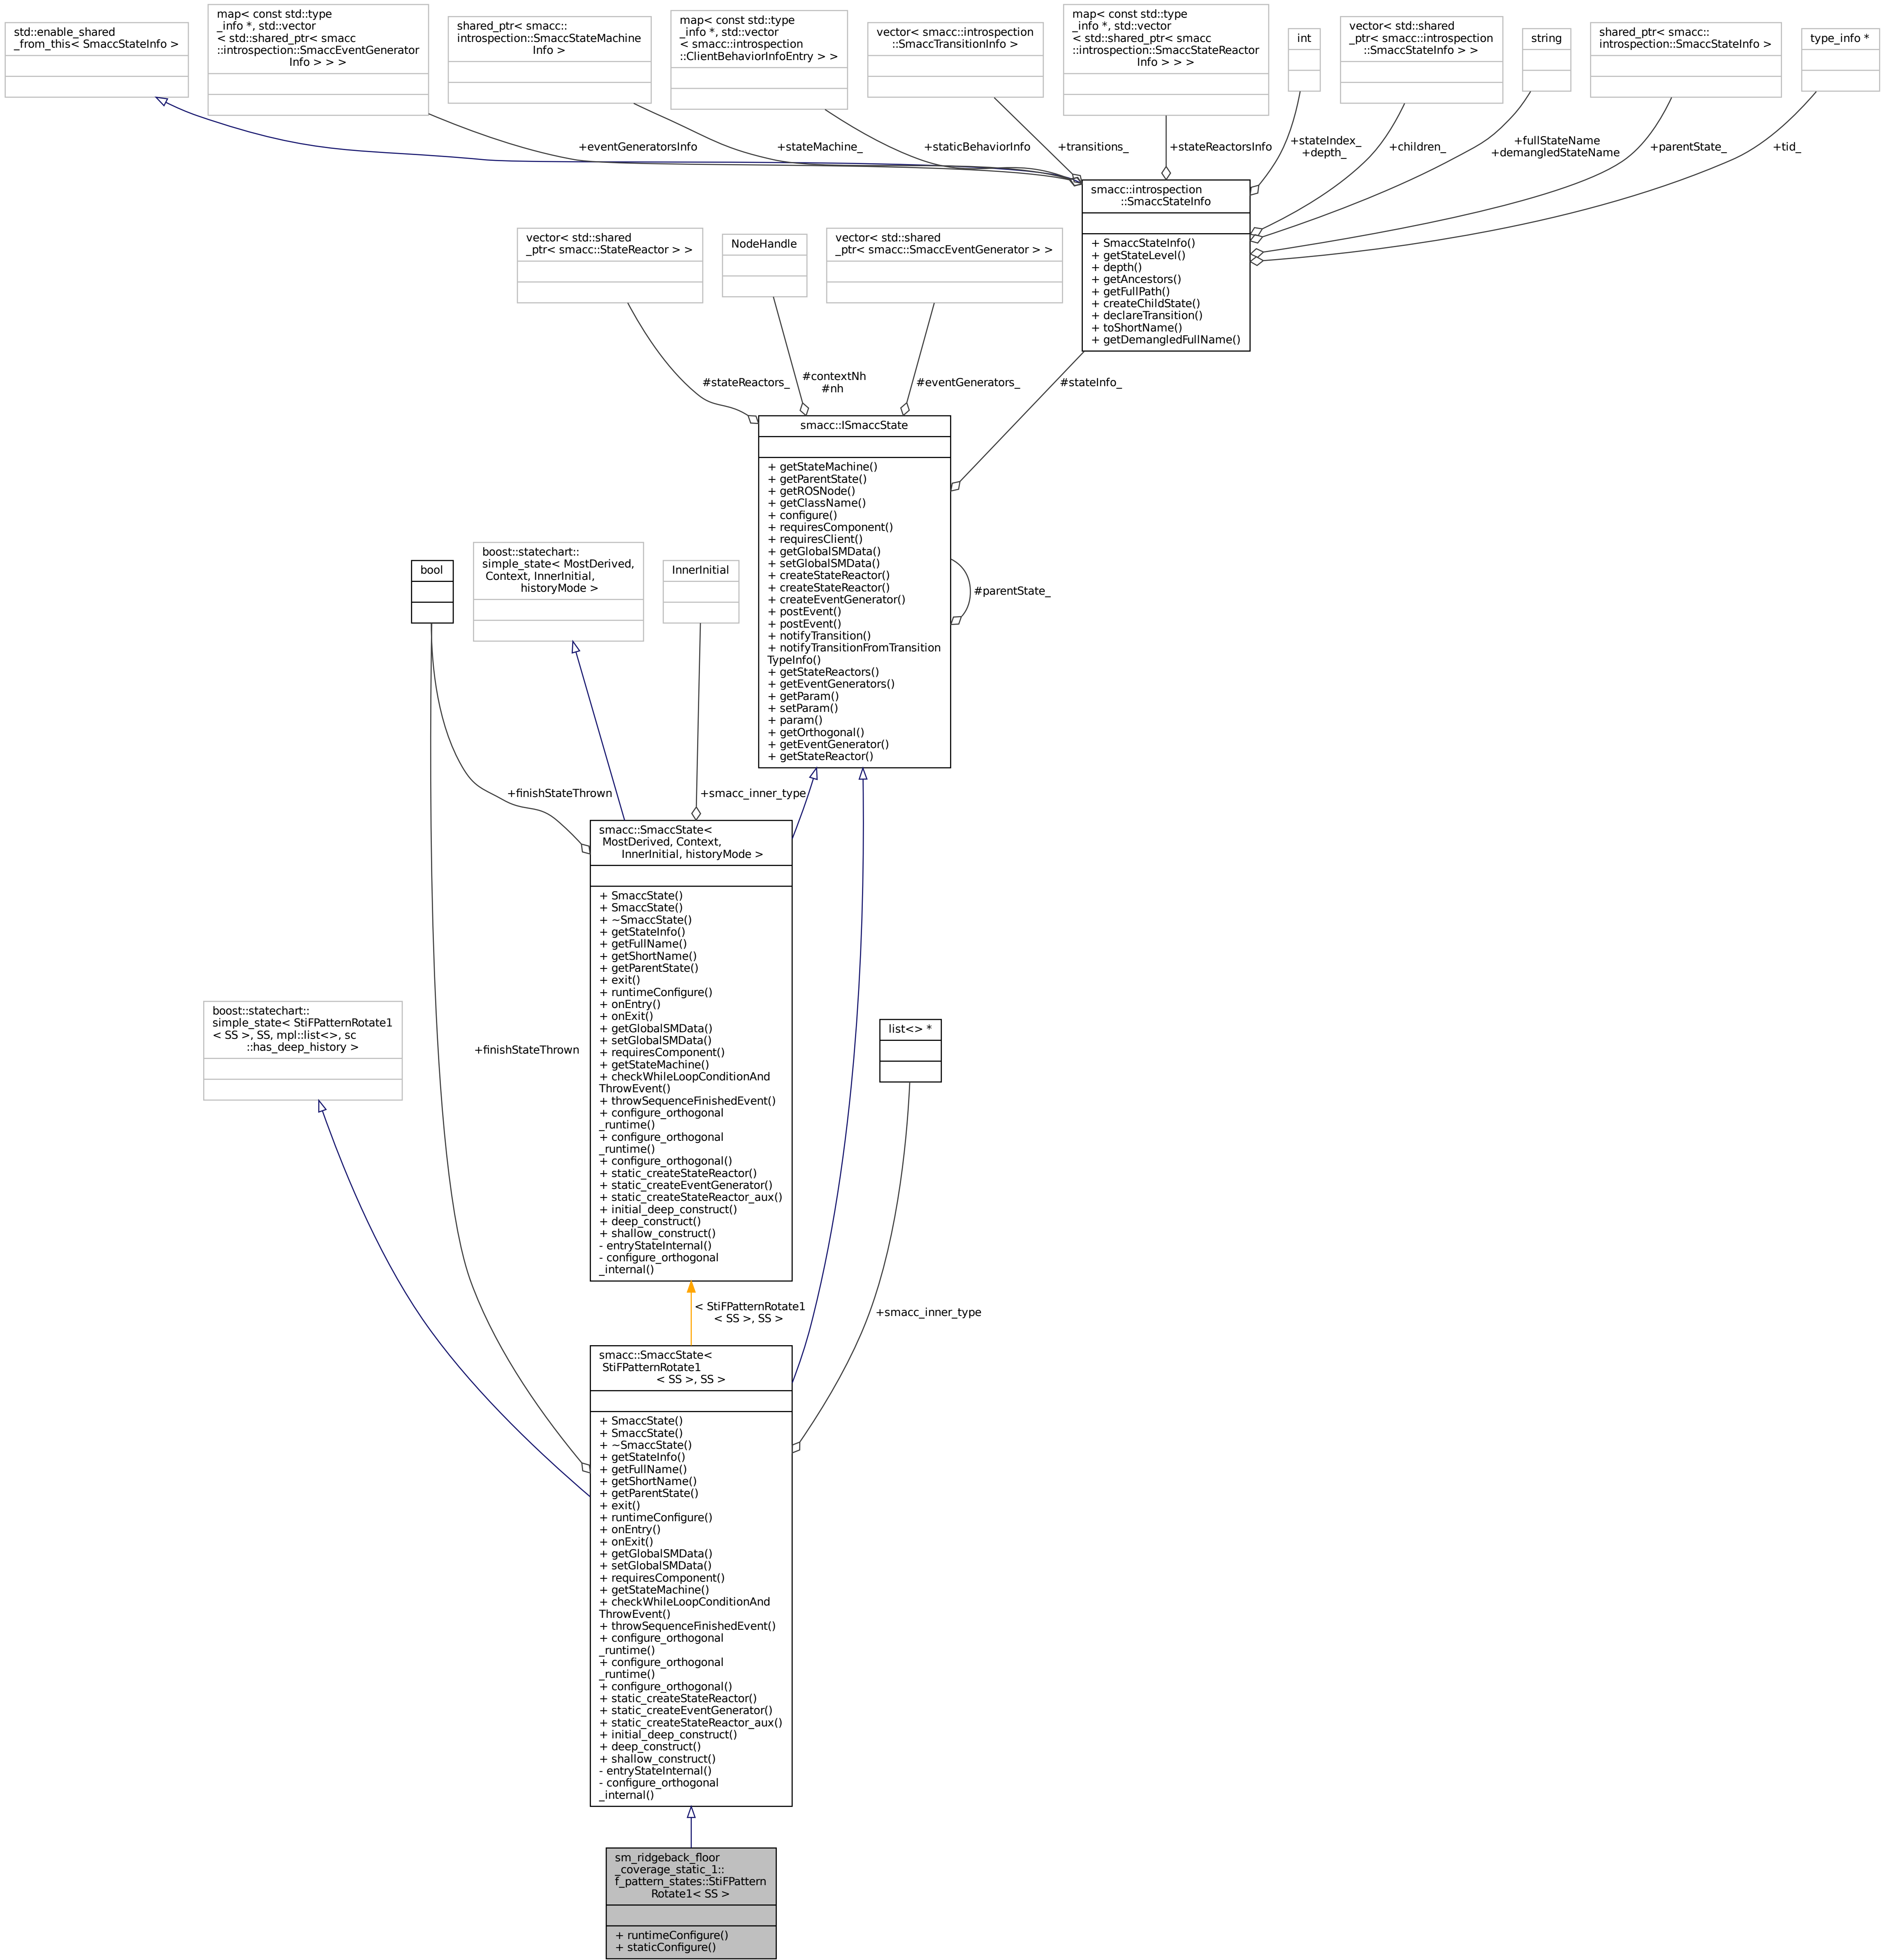 std::enable_shared
_from_this< SmaccStateInfo >
map< const std::type
_info *, std::vector
< std::shared_ptr< smacc
::introspection::SmaccEventGenerator
Info > > >
shared_ptr< smacc::
introspection::SmaccStateMachine
Info >
map< const std::type
_info *, std::vector
< smacc::introspection
::ClientBehaviorInfoEntry > >
vector< smacc::introspection
::SmaccTransitionInfo >
map< const std::type
_info *, std::vector
< std::shared_ptr< smacc
::introspection::SmaccStateReactor
Info > > >
int
vector< std::shared
_ptr< smacc::introspection
::SmaccStateInfo > >
string
shared_ptr< smacc::
introspection::SmaccStateInfo >
type_info *
+eventGeneratorsInfo
+stateMachine_
+staticBehaviorInfo
+transitions_
+stateReactorsInfo
+stateIndex_
+depth_
+children_
+fullStateName
+demangledStateName
+parentState_
+tid_
smacc::introspection
::SmaccStateInfo
+ SmaccStateInfo()
+ getStateLevel()
+ depth()
+ getAncestors()
+ getFullPath()
+ createChildState()
+ declareTransition()
+ toShortName()
+ getDemangledFullName()
vector< std::shared
_ptr< smacc::StateReactor > >
NodeHandle
vector< std::shared
_ptr< smacc::SmaccEventGenerator > >
#stateReactors_
#contextNh
#nh
#eventGenerators_
#stateInfo_
smacc::ISmaccState
+ getStateMachine()
+ getParentState()
+ getROSNode()
+ getClassName()
+ configure()
+ requiresComponent()
+ requiresClient()
+ getGlobalSMData()
+ setGlobalSMData()
+ createStateReactor()
+ createStateReactor()
+ createEventGenerator()
+ postEvent()
+ postEvent()
+ notifyTransition()
+ notifyTransitionFromTransition
TypeInfo()
+ getStateReactors()
+ getEventGenerators()
+ getParam()
+ setParam()
+ param()
+ getOrthogonal()
+ getEventGenerator()
+ getStateReactor()
#parentState_
bool
boost::statechart::
simple_state< MostDerived,
Context, InnerInitial,
historyMode >
InnerInitial
+finishStateThrown
+smacc_inner_type
smacc::SmaccState<
MostDerived, Context,
InnerInitial, historyMode >
+ SmaccState()
+ SmaccState()
+ ~SmaccState()
+ getStateInfo()
+ getFullName()
+ getShortName()
+ getParentState()
+ exit()
+ runtimeConfigure()
+ onEntry()
+ onExit()
+ getGlobalSMData()
+ setGlobalSMData()
+ requiresComponent()
+ getStateMachine()
+ checkWhileLoopConditionAnd
ThrowEvent()
+ throwSequenceFinishedEvent()
+ configure_orthogonal
_runtime()
+ configure_orthogonal
_runtime()
+ configure_orthogonal()
+ static_createStateReactor()
+ static_createEventGenerator()
+ static_createStateReactor_aux()
+ initial_deep_construct()
+ deep_construct()
+ shallow_construct()
- entryStateInternal()
- configure_orthogonal
_internal()
boost::statechart::
simple_state< StiFPatternRotate1
< SS >, SS, mpl::list<>, sc
::has_deep_history >
+finishStateThrown
list<> *
< StiFPatternRotate1
< SS >, SS >
+smacc_inner_type
smacc::SmaccState<
StiFPatternRotate1
< SS >, SS >
+ SmaccState()
+ SmaccState()
+ ~SmaccState()
+ getStateInfo()
+ getFullName()
+ getShortName()
+ getParentState()
+ exit()
+ runtimeConfigure()
+ onEntry()
+ onExit()
+ getGlobalSMData()
+ setGlobalSMData()
+ requiresComponent()
+ getStateMachine()
+ checkWhileLoopConditionAnd
ThrowEvent()
+ throwSequenceFinishedEvent()
+ configure_orthogonal
_runtime()
+ configure_orthogonal
_runtime()
+ configure_orthogonal()
+ static_createStateReactor()
+ static_createEventGenerator()
+ static_createStateReactor_aux()
+ initial_deep_construct()
+ deep_construct()
+ shallow_construct()
- entryStateInternal()
- configure_orthogonal
_internal()
sm_ridgeback_floor
_coverage_static_1::
f_pattern_states::StiFPattern
Rotate1< SS >
+ runtimeConfigure()
+ staticConfigure()